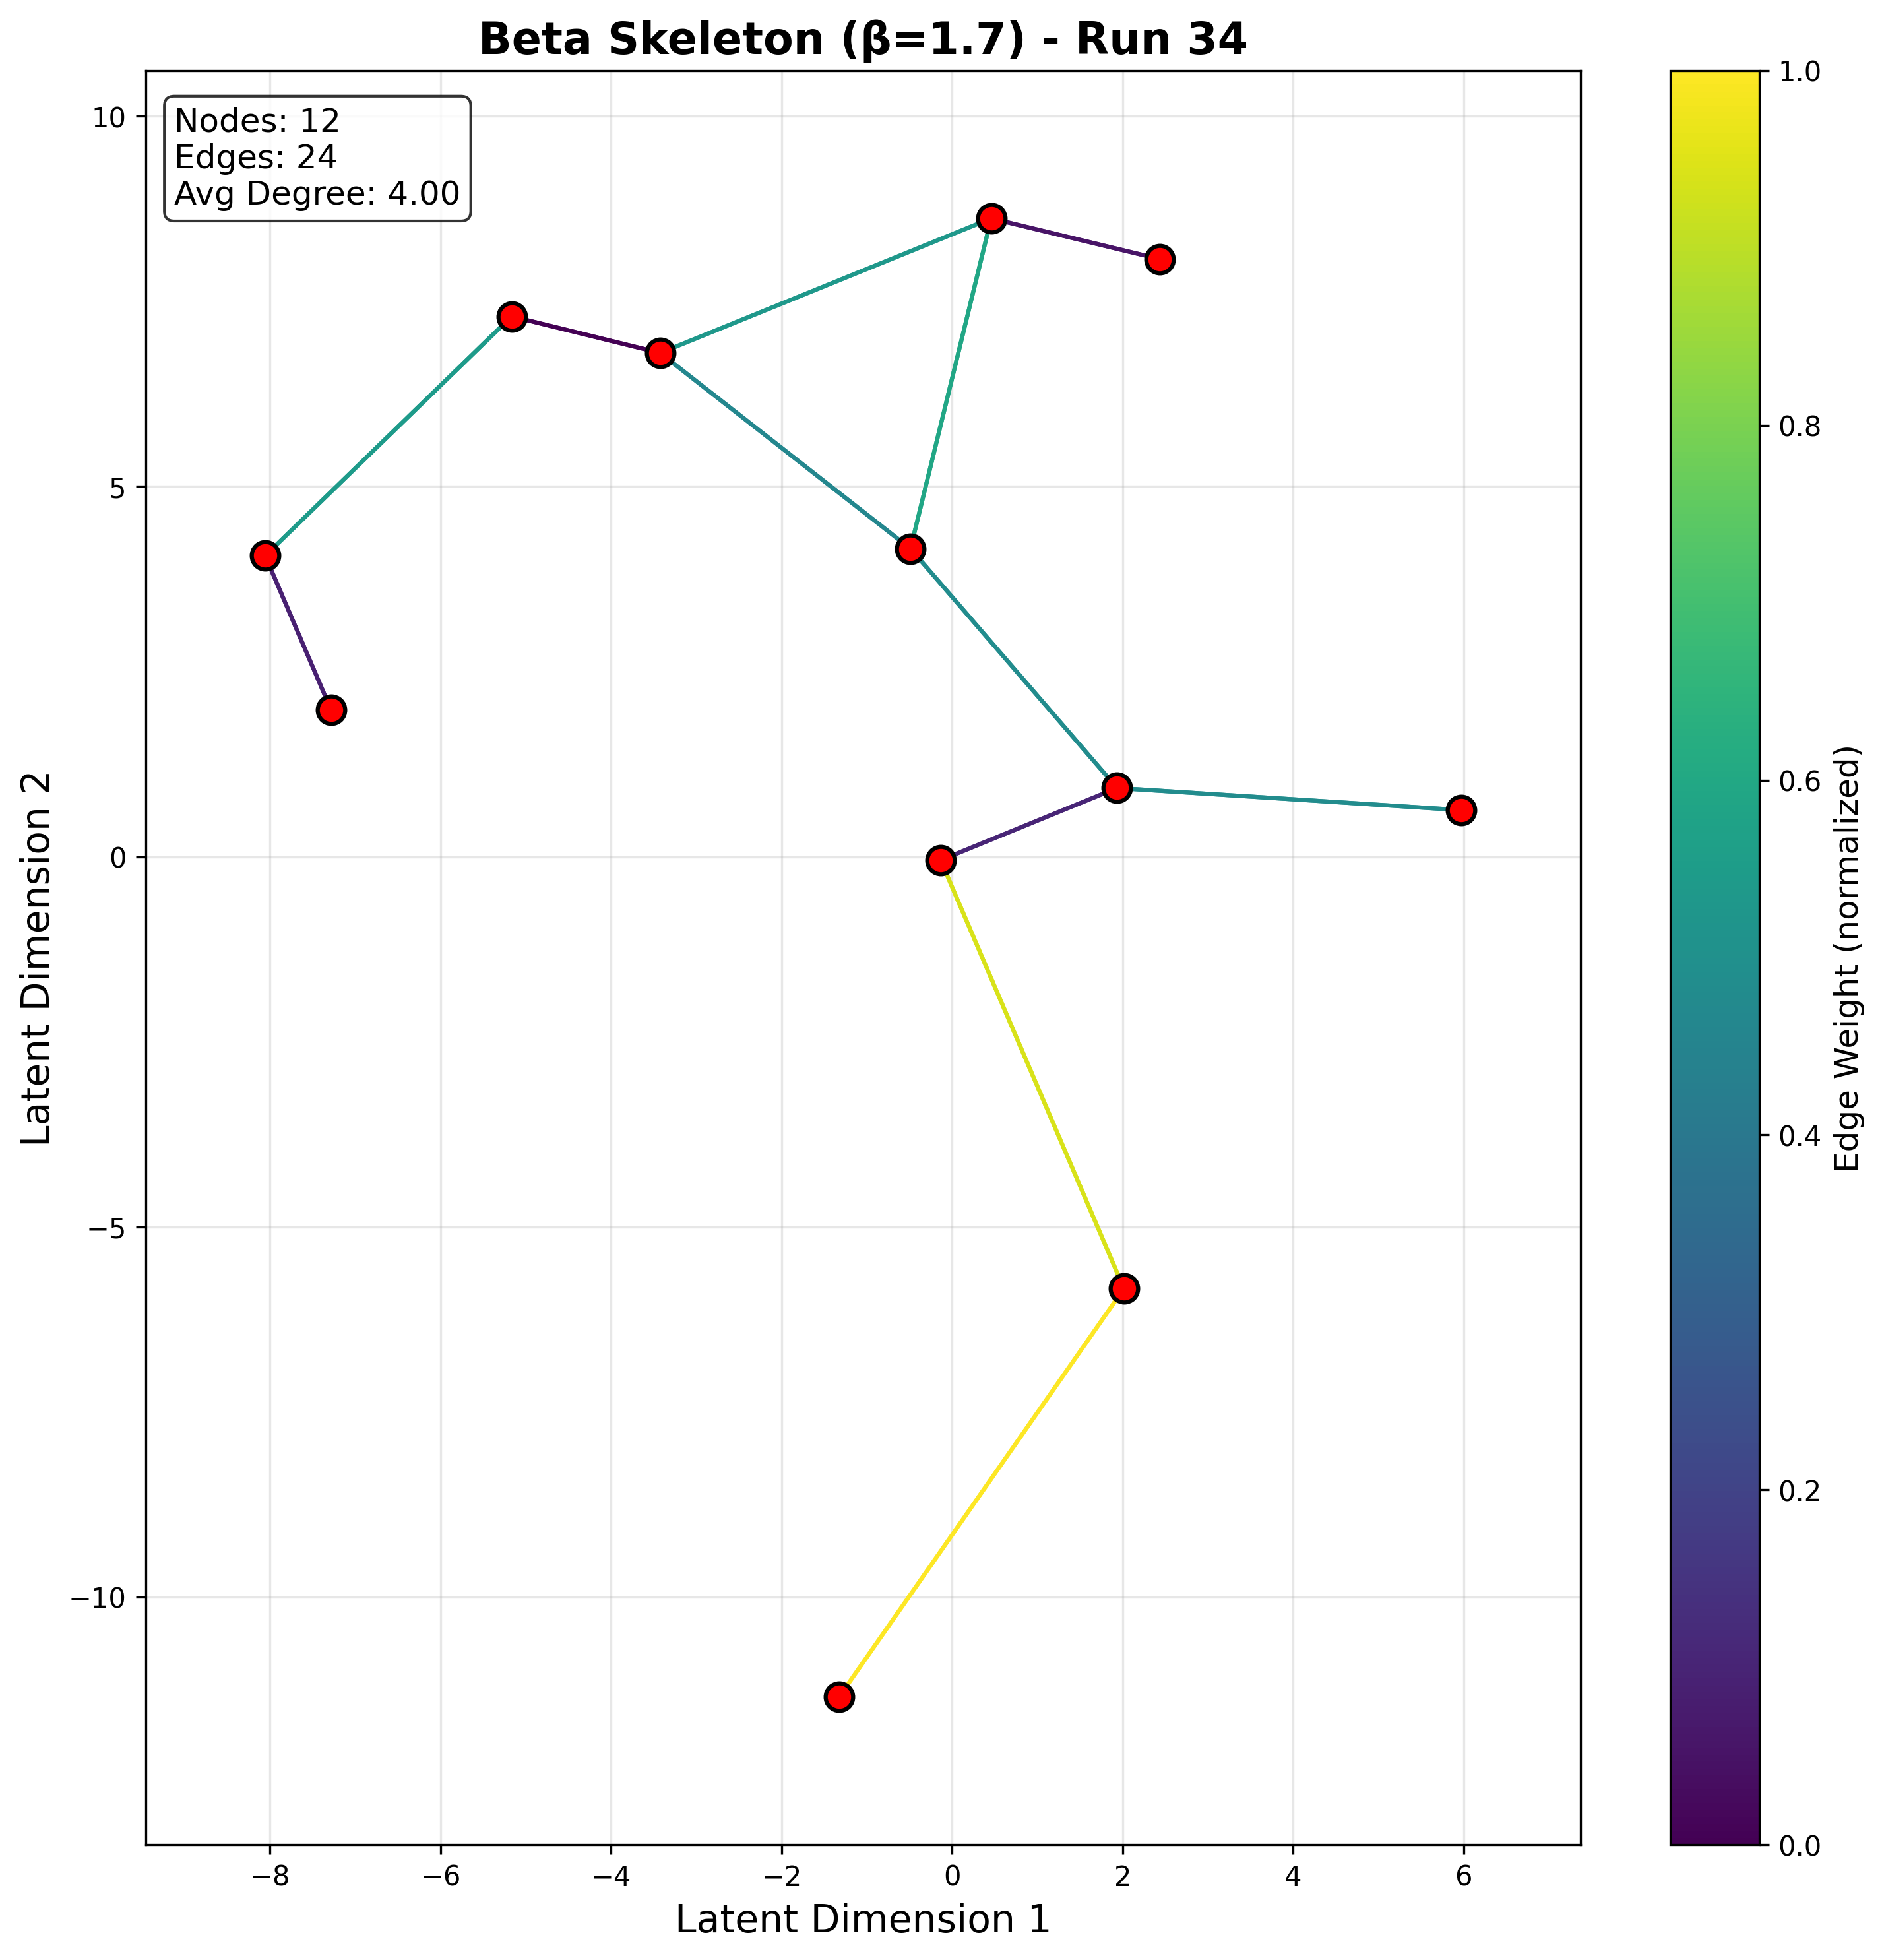 Beta Skeleton (β=1.7) - Run 34
Nodes: 12
Edges: 24
Avg Degree: 4.00
10
5
0
−5
−10
Latent Dimension 2
−8
−6
−4
−2
0
2
4
6
Latent Dimension 1
1.0
0.8
0.6
0.4
0.2
0.0
Edge Weight (normalized)